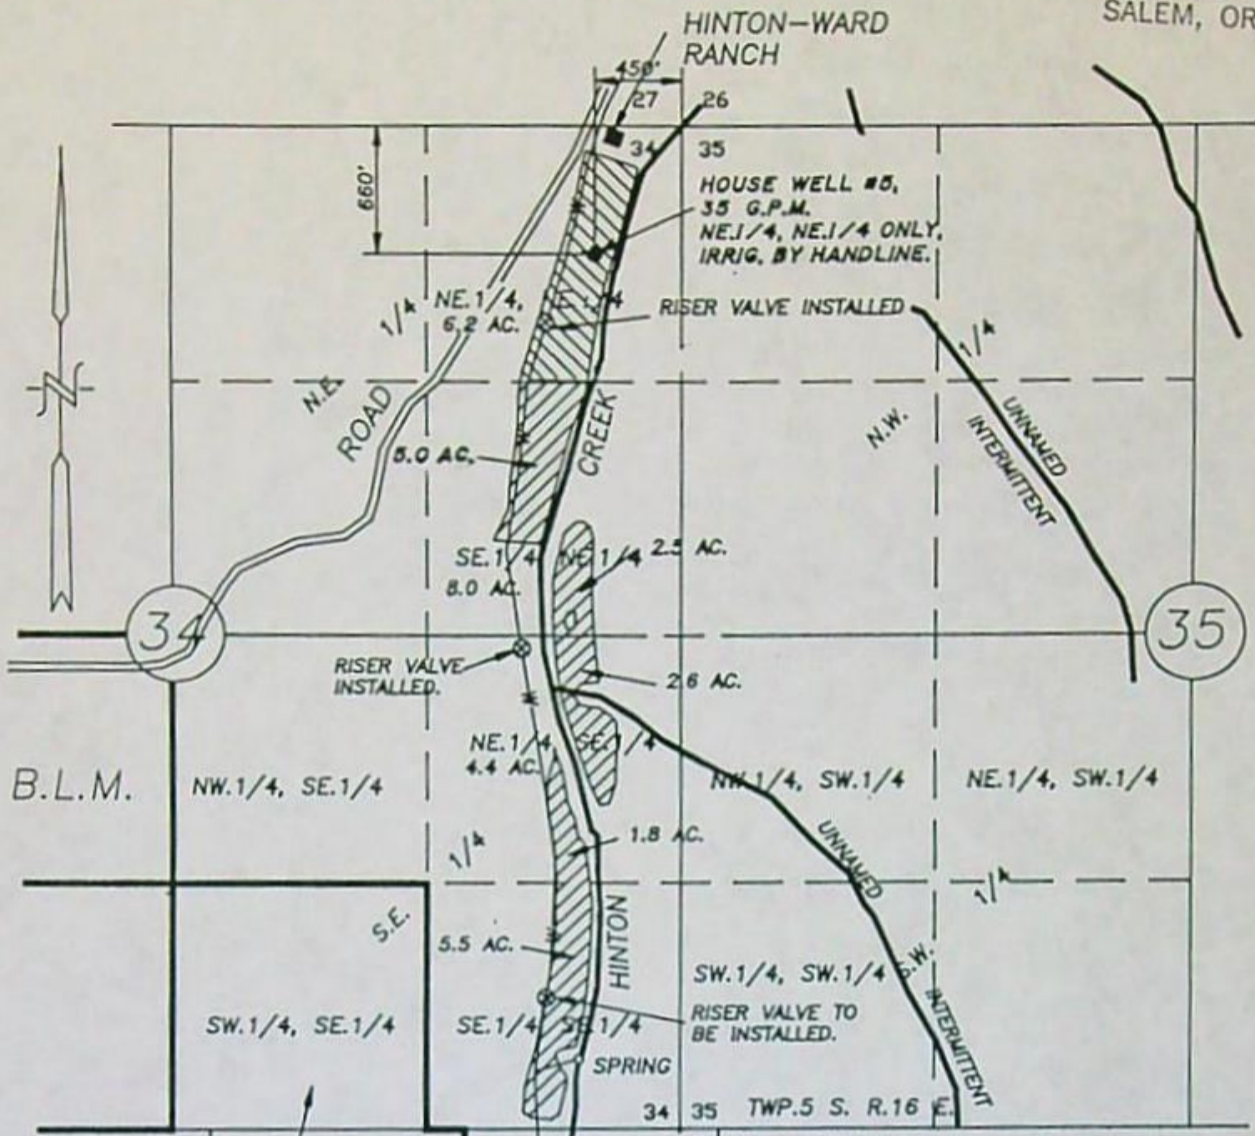 SALEM, OR
HINTON-WARD
RANCH
450'
27 26
34 35
660'
HOUSE WELL #5,
35 G.P.M.
NE.1/4, NE.1/4 ONLY,
IRRIG. BY HANDLINE.
NE.1/4,
6.2 AC.
1/4
N.E.
RISER VALVE INSTALLED
1/4
N.W.
ROAD
CREEK
UNNAMED
INTERMITTENT
5.0 AC.
SE.1/4 NE.1/4
8.0 AC.
2.5 AC.
34
35
N
RISER VALVE
INSTALLED.
2.6 AC.
NE.1/4 SE.1/4
4.4 AC.
B.L.M.
NW.1/4, SE.1/4
NW.1/4, SW.1/4
NE.1/4, SW.1/4
1.8 AC.
UNNAMED
1/4
S.E.
1/4
S.W.
5.5 AC.
HINTON
SW.1/4, SW.1/4
INTERMITTENT
SW.1/4, SE.1/4
SE.1/4 SE.1/4
RISER VALVE TO
BE INSTALLED.
SPRING
34 35 TWP.5 S. R.16 E.